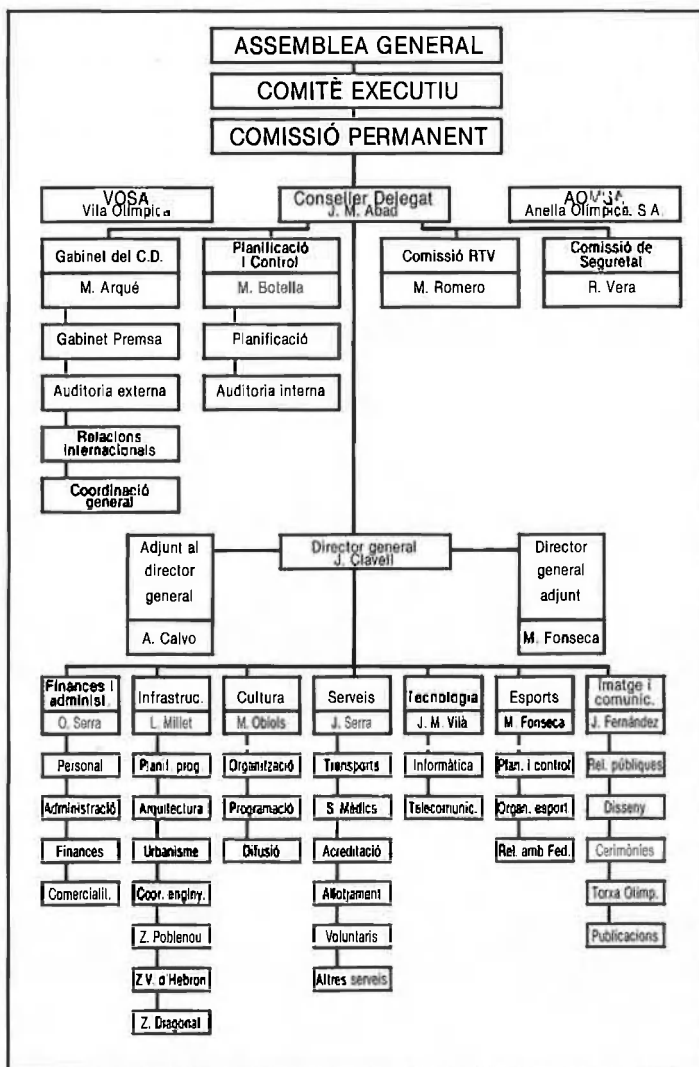 ASSEMBLEA GENERAL
COMITÈ EXECUTIU
COMISSIÓ PERMANENT
VOSA
Vila Olímpica
Conseller Delegat
J. M. Abad
AOMSA
Anella Olímpica. S.A.
Gabinet del C.D.
M. Arqué
Gabinet Premsa
Auditoria externa
Relacions
internacionals
Coordinació
general
Planificació
i Control
M. Botella
Planificació
Auditoria interna
Comissió RTV
M. Romero
Comissió de
Seguretat
R. Vera
Adjunt al
director
general
A. Calvo
Director general
J. Clavell
Director
general
adjunt
M. Fonseca
Finances i
administ.
O. Serra
Personal
Administració
Finances
Comercialit.
Infrastruc.
L. Millet
Planif. prog.
Arquitectura
Urbanisme
Coor. enginy.
Z. Poblenou
Z V. d'Hebron
Z. Diagonal
Cultura
M. Obiols
Organització
Programació
Difusió
Serveis
J. Serra
Transports
S. Mèdics
Acreditació
Allotjament
Voluntaris
Altres serveis
Tecnologia
J. M. Vilà
Informàtica
Telecomunic.
Esports
M. Fonseca
Plan. i control
Organ. esport
Rel. amb Fed.
Imatge i
comunic.
J. Fernández
Rel. públiques
Disseny
Cerimònies
Torxa Olimp.
Publicacions